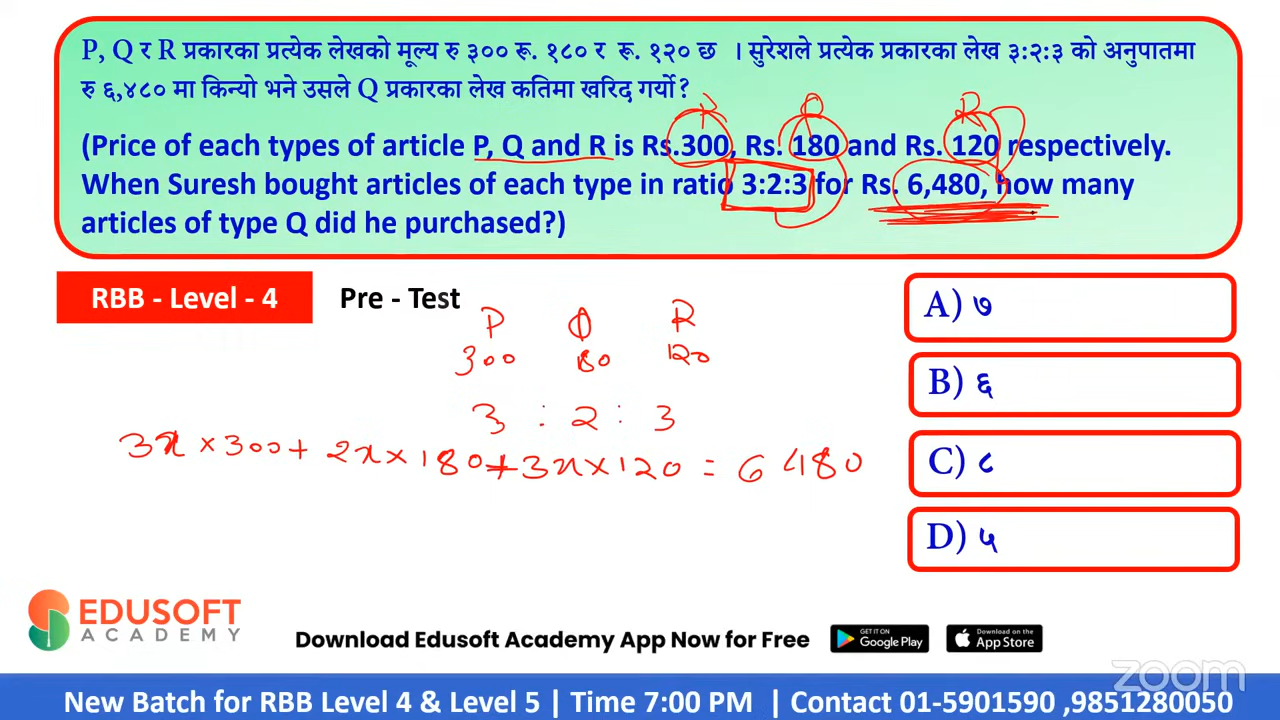 P, Q र R प्रकारका प्रत्येक लेखको मूल्य रु ३०० रू. १८० र रू. १२० छ । सुरेशले प्रत्येक प्रकारका लेख ३:२:३ को अनुपातमा
रु ६,४८० मा किन्यो भने उसले Q प्रकारका लेख कतिमा खरिद गर्यो?
P Q R
(Price of each types of article P, Q and R is Rs.300, Rs. 180 and Rs. 120 respectively.
When Suresh bought articles of each type in ratio 3:2:3 for Rs. 6,480, how many
articles of type Q did he purchased?)
RBB - Level - 4
Pre - Test
P Q R
300 180 120
3 : 2 : 3
3x × 300 + 2x × 180 + 3x × 120 = 6480
A) ७
B) ६
C) ८
D) ५
EDUSOFT
ACADEMY
Download Edusoft Academy App Now for Free
GET IT ON
Google Play
Download on the
App Store
zoom
New Batch for RBB Level 4 & Level 5 | Time 7:00 PM | Contact 01-5901590 ,9851280050